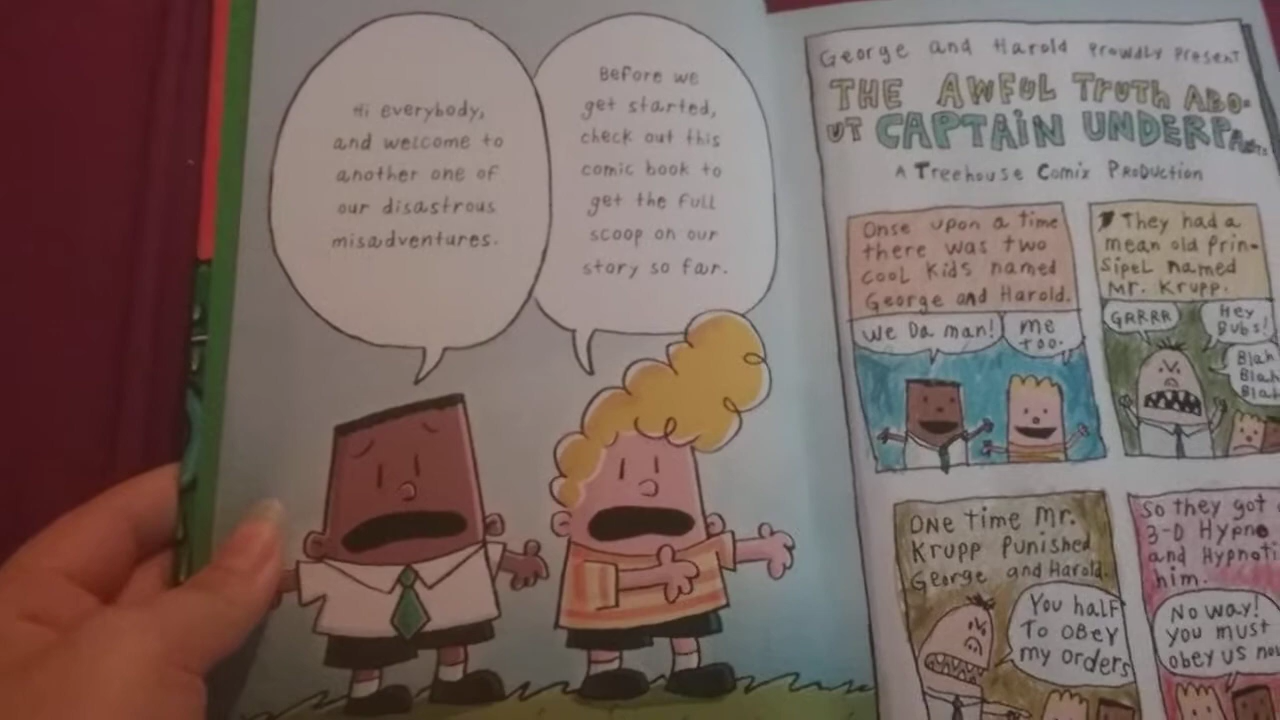 Hi everybody,
and welcome to
another one of
our disastrous
misadventures.
Before we
get started,
check out this
comic book to
get the full
scoop on our
story so far.
George and Harold Prowdly Present
THE AWFUL TRUTH ABO-
UT CAPTAIN UNDERPANTS
A Treehouse Comix Production
Onse upon a time
there was two
cool kids named
George and Harold.
We Da man!
me
too.
They had a
mean old Prin-
sipel named
Mr. Krupp.
GRRRR
Hey
Bubs!
Blah
Blah
Blah
One time Mr.
Krupp Punished
George and Harold.
You half
To obey
my orders
So they got
3-D Hypno
and Hypnoti
him.
No way!
you must
obey us now